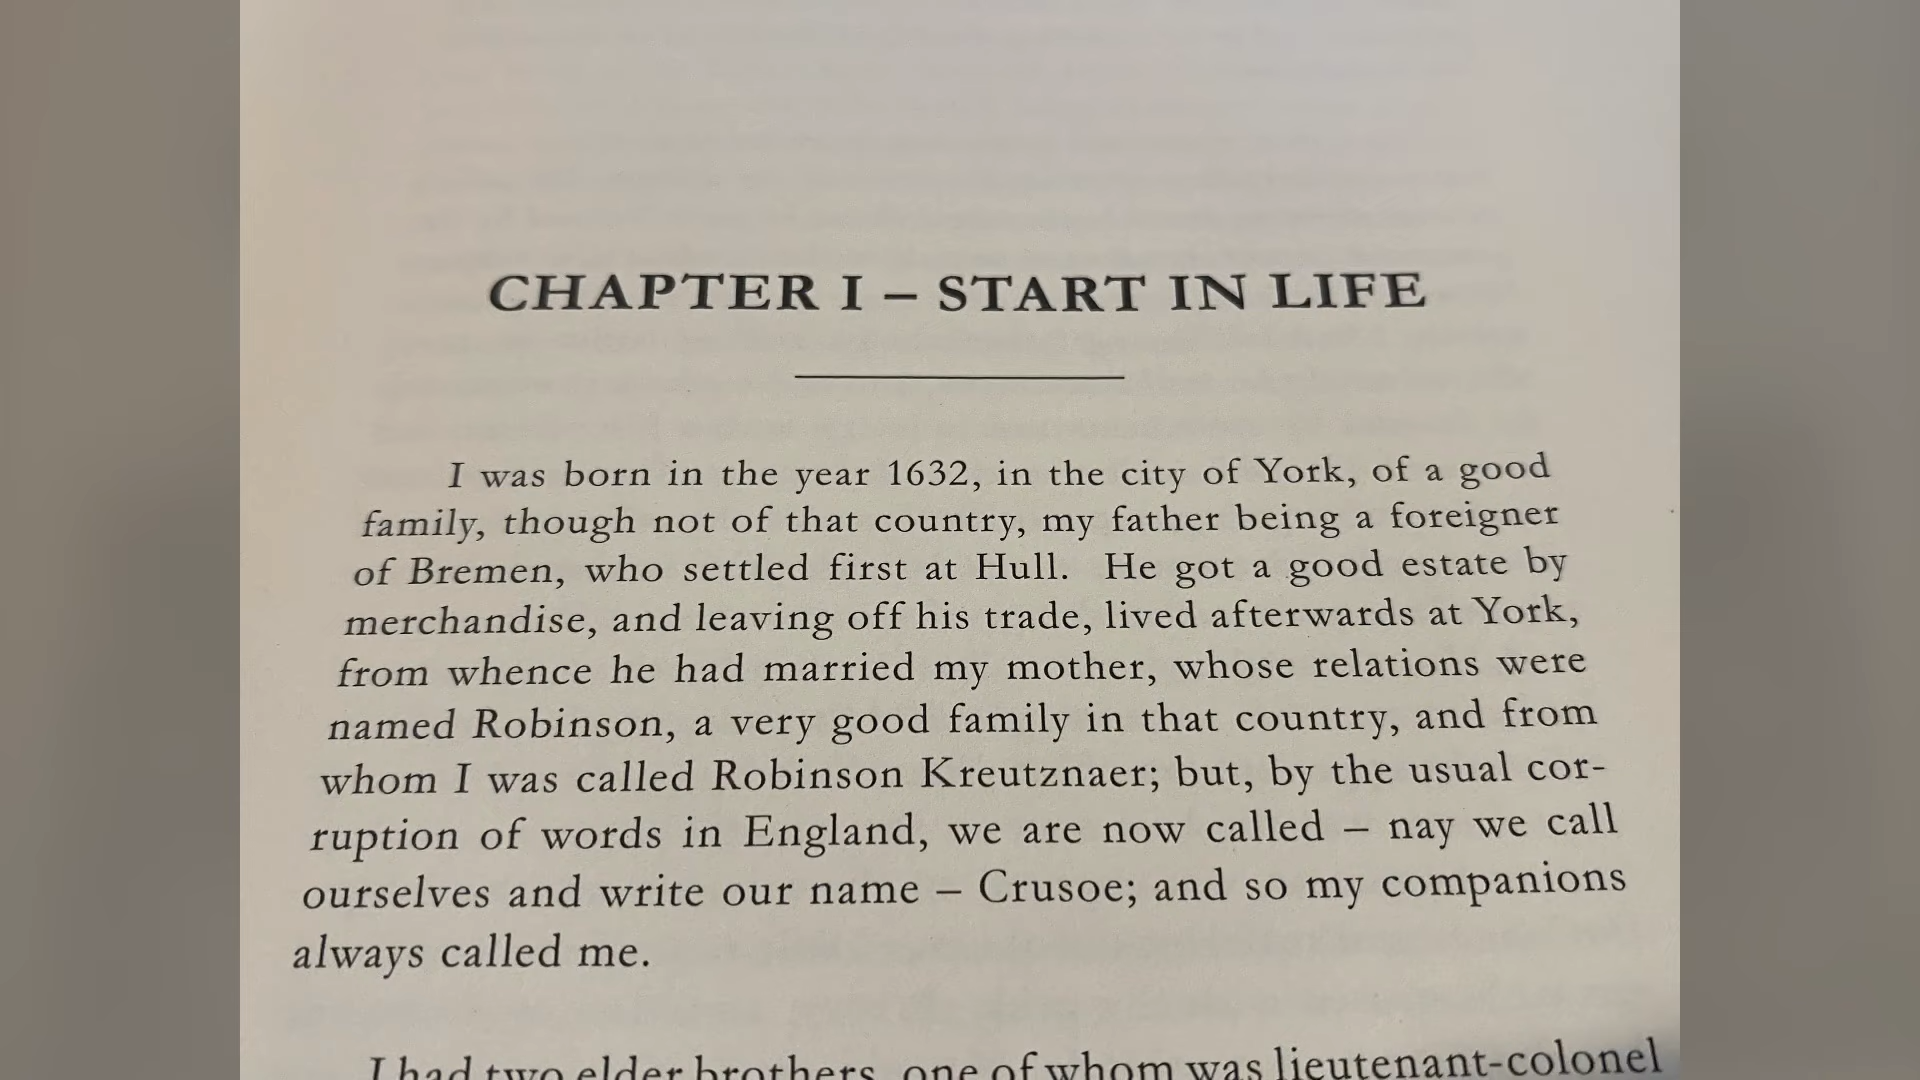 CHAPTER I – START IN LIFE
I was born in the year 1632, in the city of York, of a good
family, though not of that country, my father being a foreigner
of Bremen, who settled first at Hull. He got a good estate by
merchandise, and leaving off his trade, lived afterwards at York,
from whence he had married my mother, whose relations were
named Robinson, a very good family in that country, and from
whom I was called Robinson Kreutznaer; but, by the usual cor-
ruption of words in England, we are now called – nay we call
ourselves and write our name – Crusoe; and so my companions
always called me.
I had two elder brothers, one of whom was lieutenant-colonel